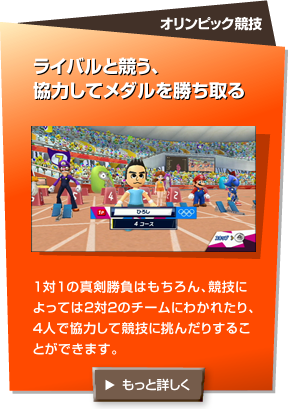 オリンピック競技
ライバルと競う、
協力してメダルを勝ち取る
ひろし
4 コース
1対1の真剣勝負はもちろん、競技に
よっては2対2のチームにわかれたり、
4人で協力して競技に挑んだりするこ
とができます。
▶ もっと詳しく